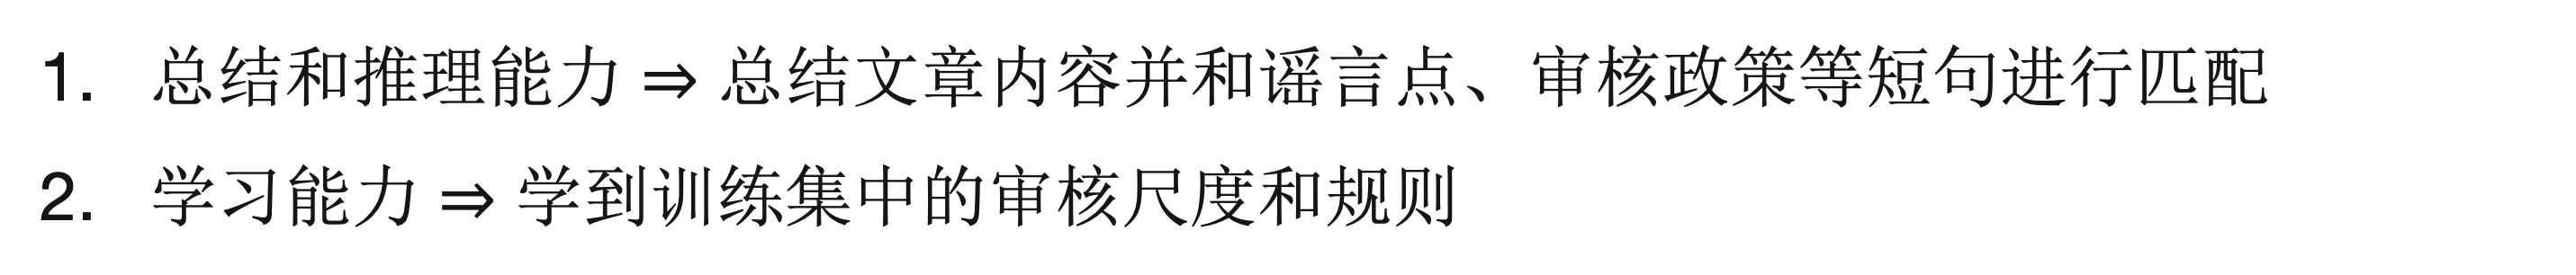 1. 总结和推理能力 ⇒ 总结文章内容并和谣言点、审核政策等短句进行匹配
2. 学习能力 ⇒ 学到训练集中的审核尺度和规则